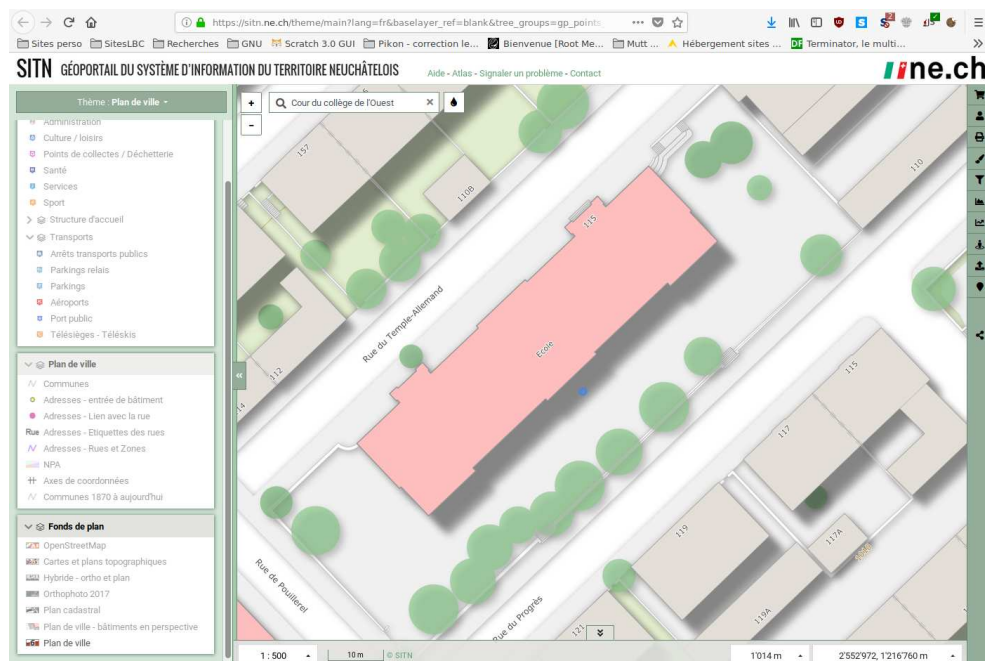 https://sitn.ne.ch/theme/main?lang=fr&baselayer_ref=blank&tree_groups=gp_points
Sites perso SitesLBC Recherches GNU Scratch 3.0 GUI Pikon - correction le... Bienvenue [Root Me... Mutt ... Hébergement sites ... Terminator, le multi...
SITN GÉOPORTAIL DU SYSTÈME D'INFORMATION DU TERRITOIRE NEUCHÂTELOIS
Aide - Atlas - Signaler un problème - Contact
ne.ch
Thème : Plan de ville
Administration
Culture / loisirs
Points de collectes / Déchetterie
Santé
Services
Sport
Structure d'accueil
Transports
Arrêts transports publics
Parkings relais
Parkings
Aéroports
Port public
Télésièges - Téléskis
Plan de ville
Communes
Adresses - entrée de bâtiment
Adresses - Lien avec la rue
Rue Adresses - Etiquettes des rues
Adresses - Rues et Zones
NPA
Axes de coordonnées
Communes 1870 à aujourd'hui
Fonds de plan
OpenStreetMap
Cartes et plans topographiques
Hybride - ortho et plan
Orthophoto 2017
Plan cadastral
Plan de ville - bâtiments en perspective
Plan de ville
+
Cour du collège de l'Ouest
-
157
110B
110
115
Rue du Temple-Allemand
Ecole
112
14
115
117
117A
119
119A
121
Rue de Pouillerel
Rue du Progrès
1 : 500
10 m
© SITN
1'014 m
2'552'972, 1'216'760 m